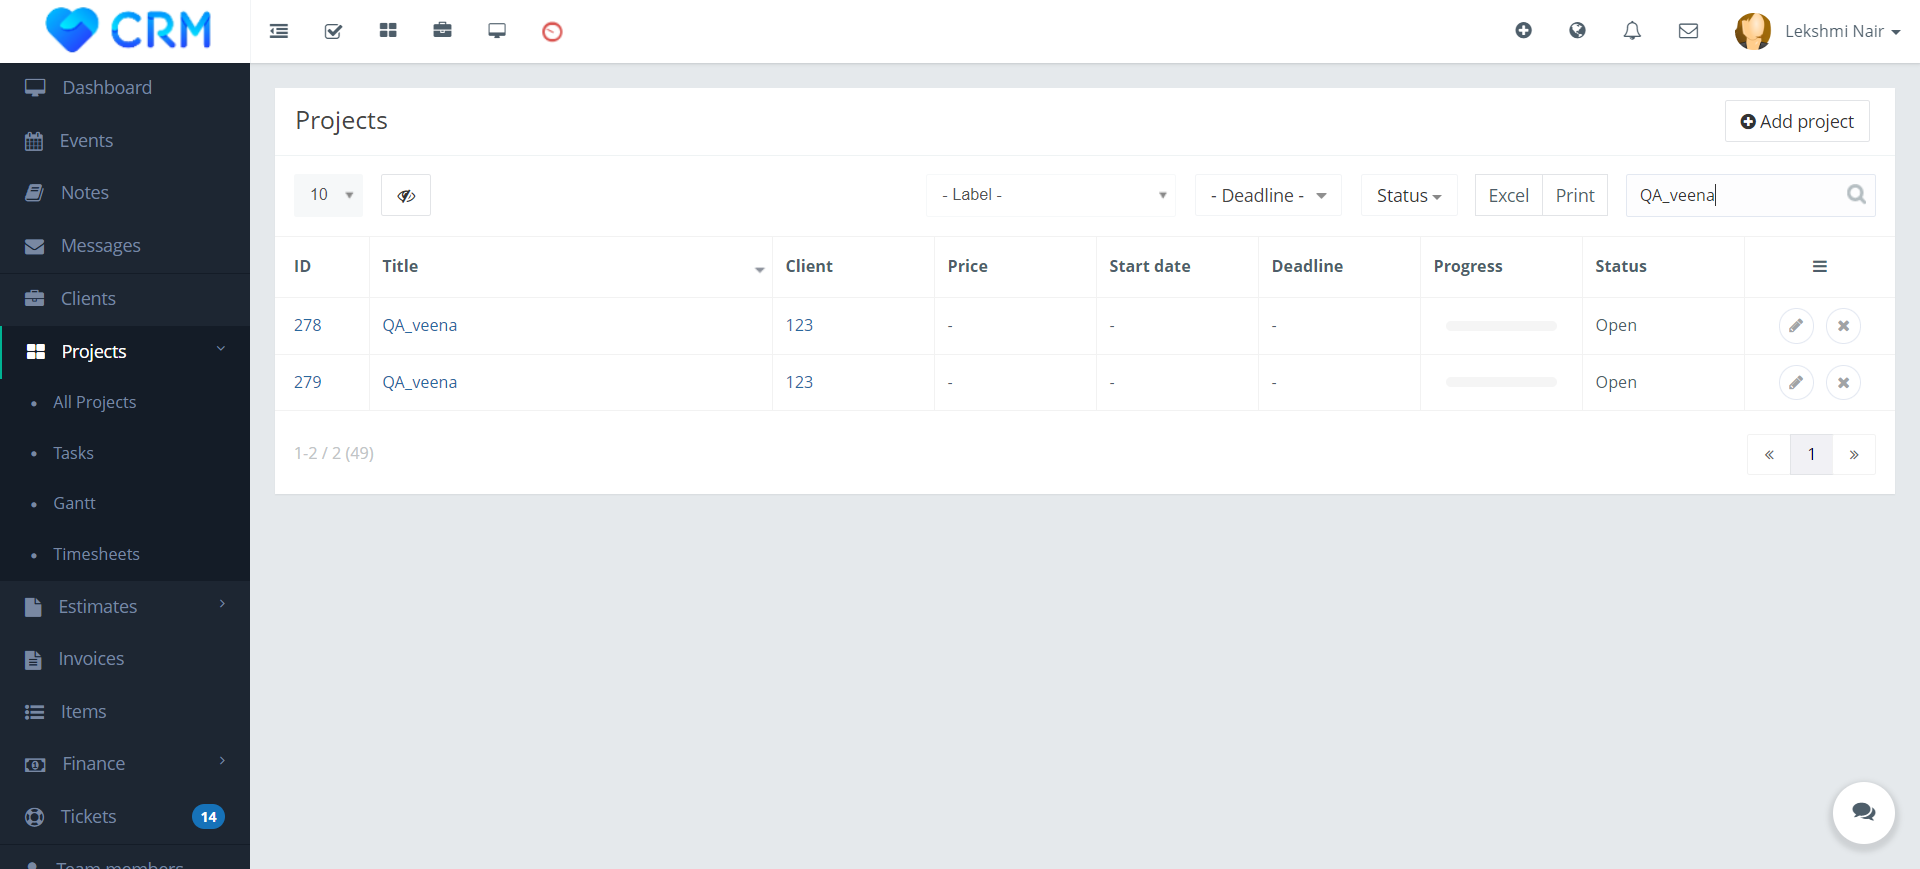 CRM
Lekshmi Nair
Dashboard
Events
Notes
Messages
Clients
Projects
All Projects
Tasks
Gantt
Timesheets
Estimates
Invoices
Items
Finance
Tickets 14
Team members
Projects
Add project
10
- Label -
- Deadline -
Status
Excel Print
QA_veena
ID Title Client Price Start date Deadline Progress Status
278 QA_veena 123 - - - Open
279 QA_veena 123 - - - Open
1-2 / 2 (49)
« 1 »